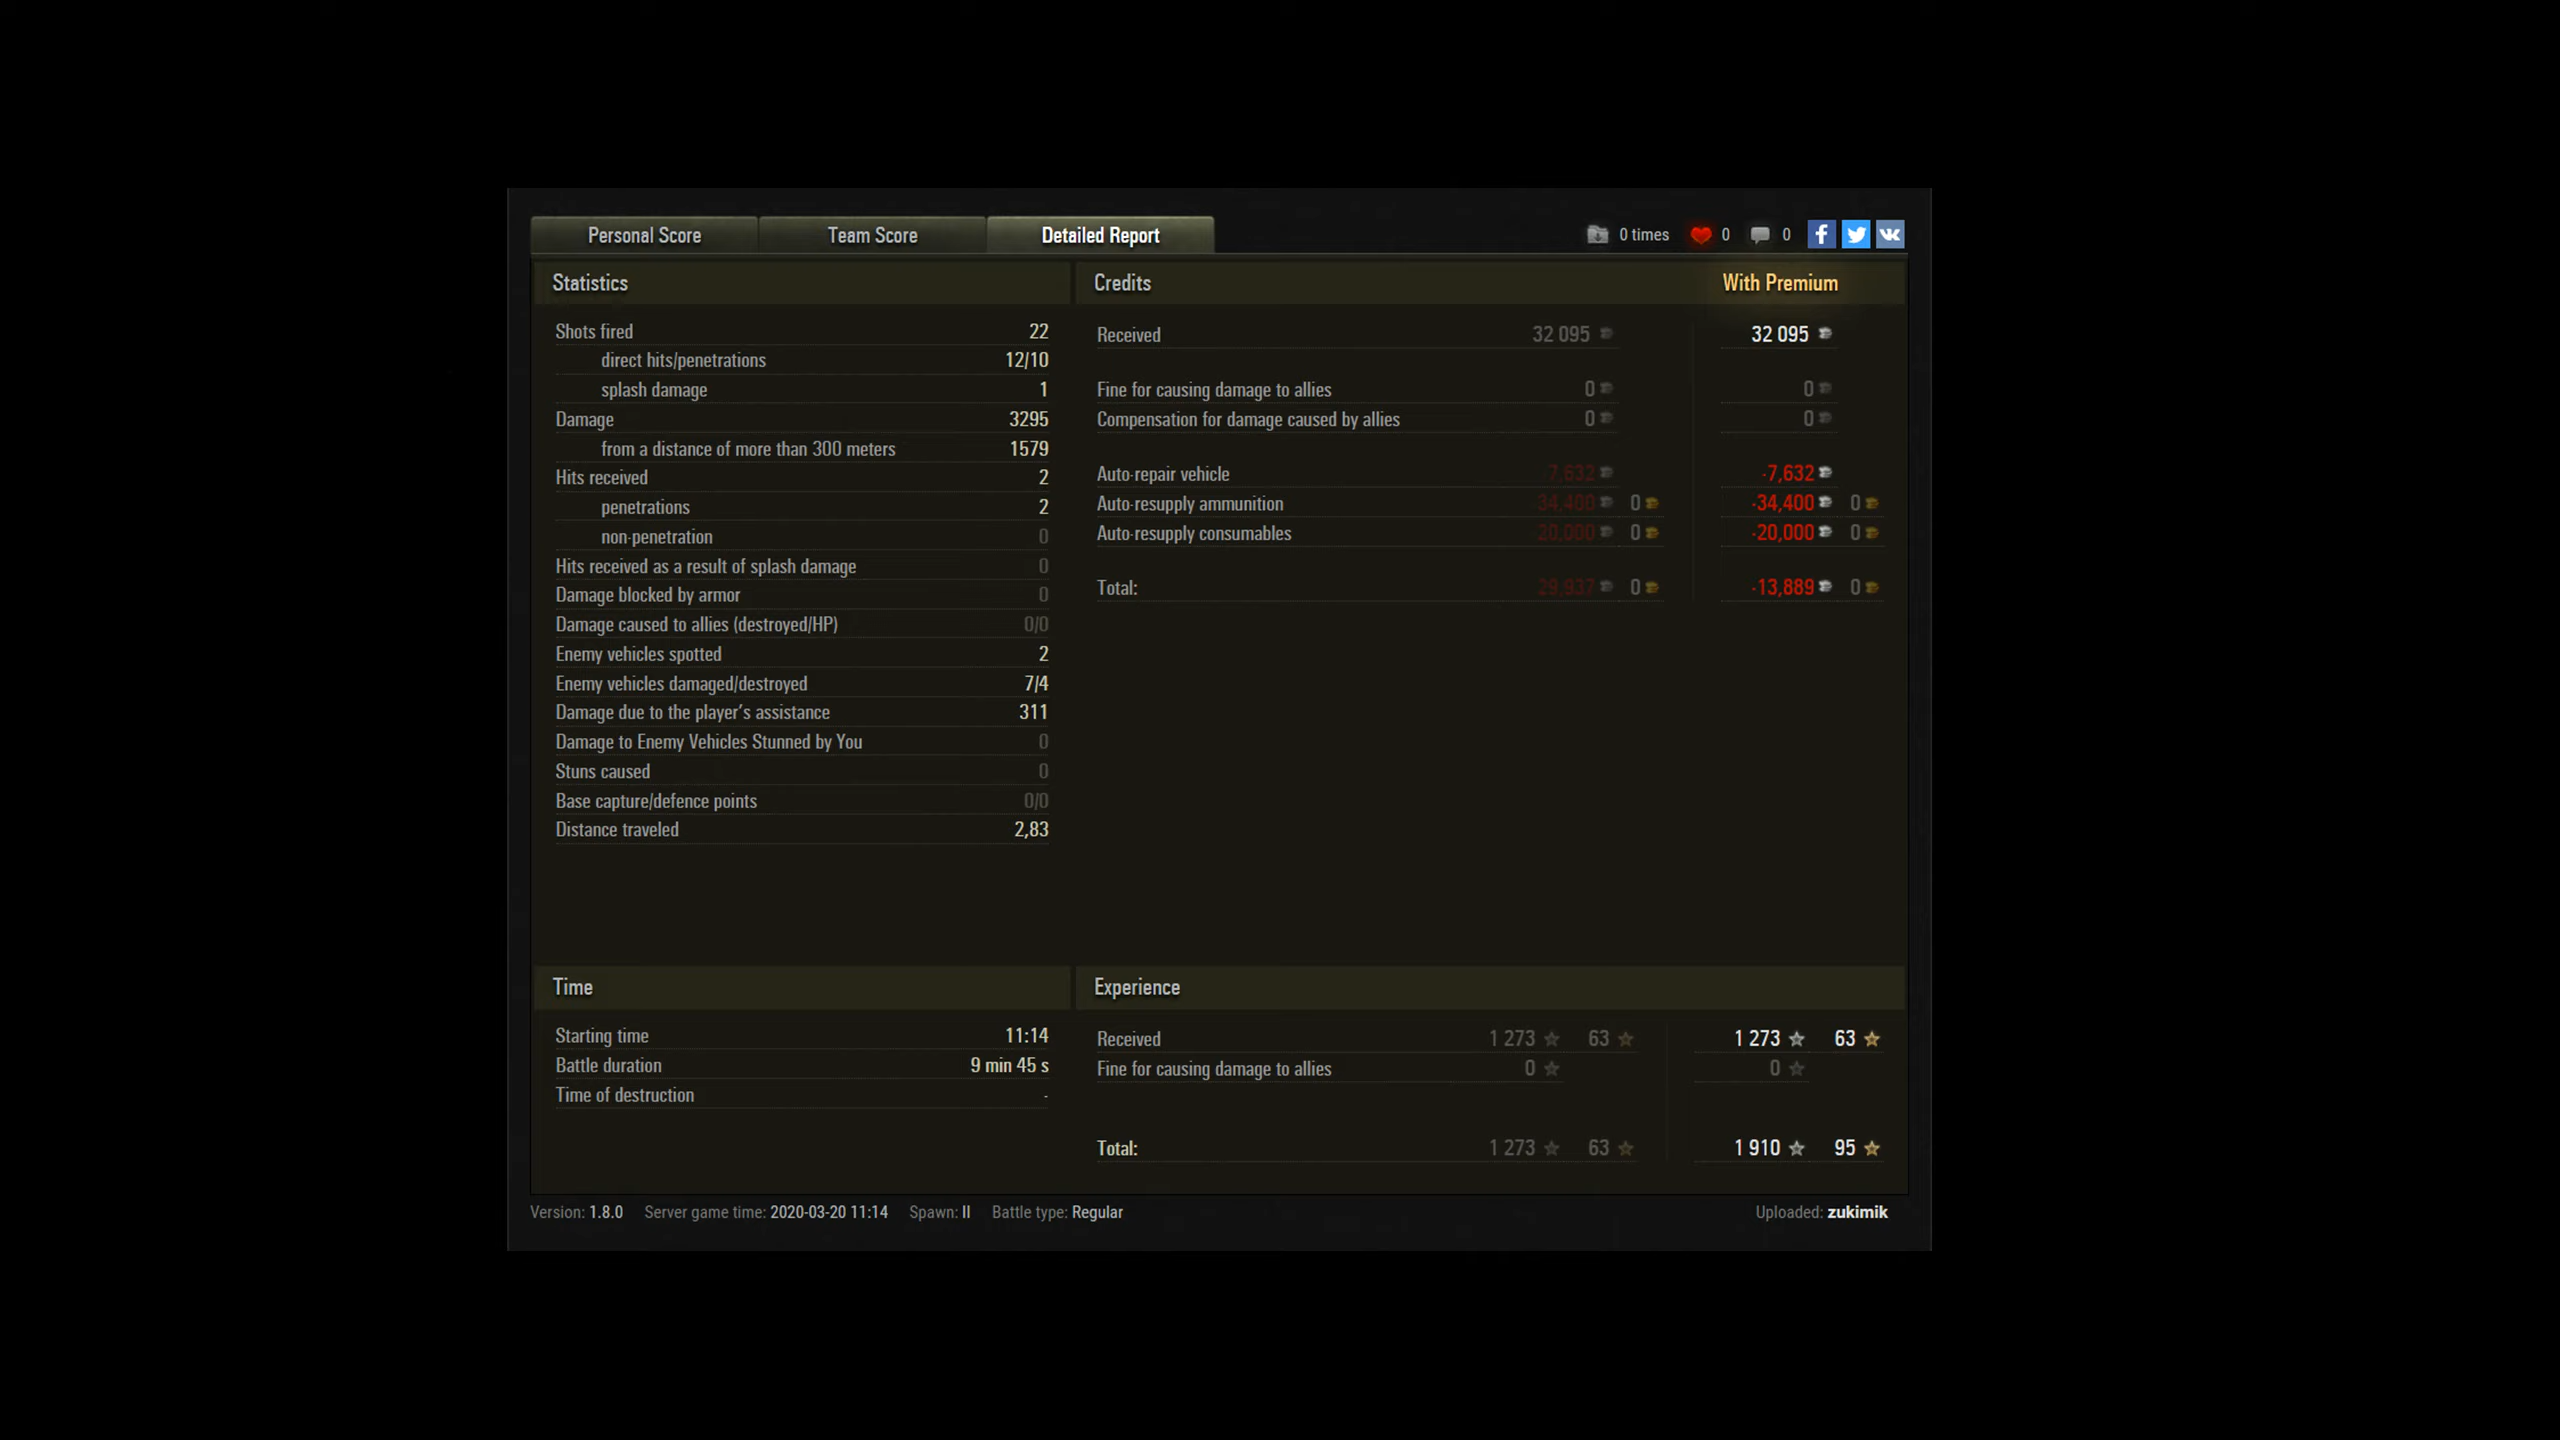 Personal Score Team Score Detailed Report 0 times 0 0
Statistics
Shots fired 22
direct hits/penetrations 12/10
splash damage 1
Damage 3295
from a distance of more than 300 meters 1579
Hits received 2
penetrations 2
non-penetration 0
Hits received as a result of splash damage 0
Damage blocked by armor 0
Damage caused to allies (destroyed/HP) 0/0
Enemy vehicles spotted 2
Enemy vehicles damaged/destroyed 7/4
Damage due to the player's assistance 311
Damage to Enemy Vehicles Stunned by You 0
Stuns caused 0
Base capture/defence points 0/0
Distance traveled 2,83
Credits With Premium
Received 32 095 32 095
Fine for causing damage to allies 0 0
Compensation for damage caused by allies 0 0
Auto-repair vehicle -7,632 -7,632
Auto-resupply ammunition -34,400 0 -34,400 0
Auto-resupply consumables -20,000 0 -20,000 0
Total: -29,937 0 -13,889 0
Time
Starting time 11:14
Battle duration 9 min 45 s
Time of destruction -
Experience
Received 1 273 63 1 273 63
Fine for causing damage to allies 0 0
Total: 1 273 63 1 910 95
Version: 1.8.0 Server game time: 2020-03-20 11:14 Spawn: II Battle type: Regular Uploaded: zukimik